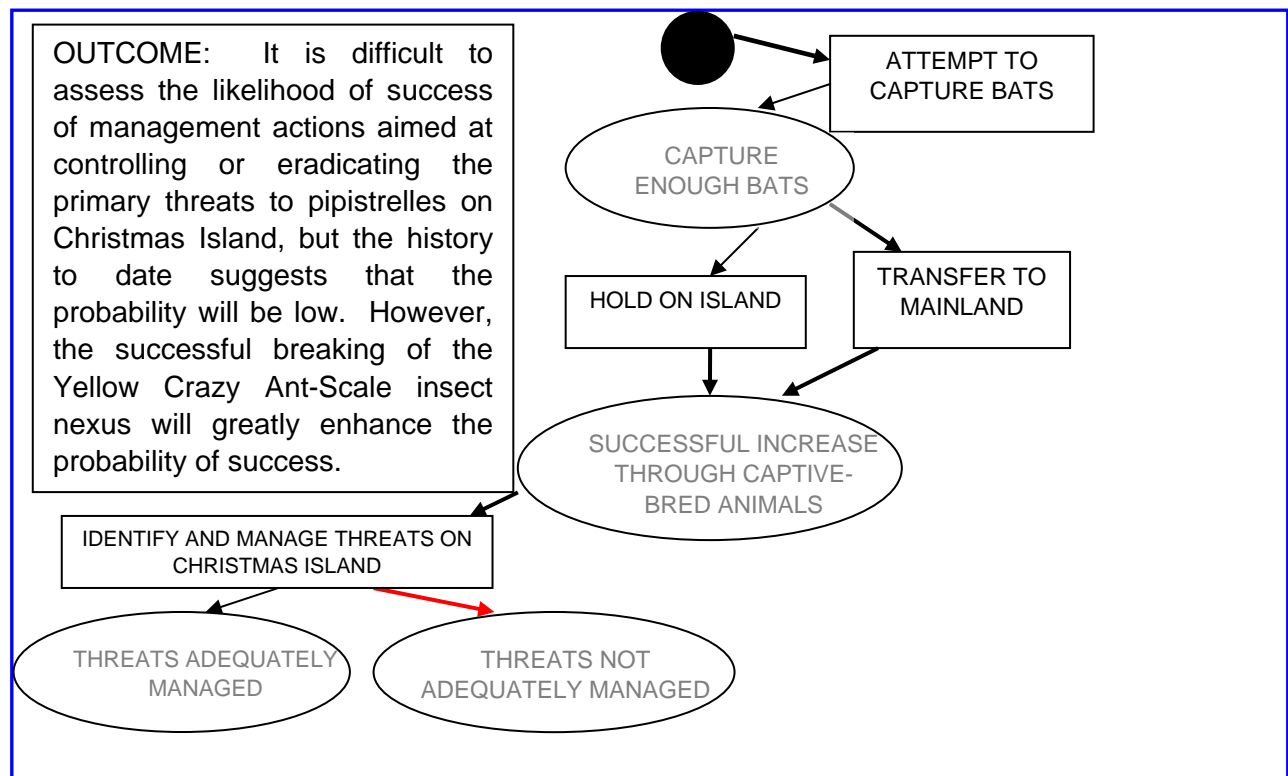 OUTCOME: It is difficult to
assess the likelihood of success
of management actions aimed at
controlling or eradicating the
primary threats to pipistrelles on
Christmas Island, but the history
to date suggests that the
probability will be low. However,
the successful breaking of the
Yellow Crazy Ant-Scale insect
nexus will greatly enhance the
probability of success.
ATTEMPT TO
CAPTURE BATS
CAPTURE
ENOUGH BATS
HOLD ON ISLAND
TRANSFER TO
MAINLAND
SUCCESSFUL INCREASE
THROUGH CAPTIVE-
BRED ANIMALS
IDENTIFY AND MANAGE THREATS ON
CHRISTMAS ISLAND
THREATS ADEQUATELY
MANAGED
THREATS NOT
ADEQUATELY MANAGED